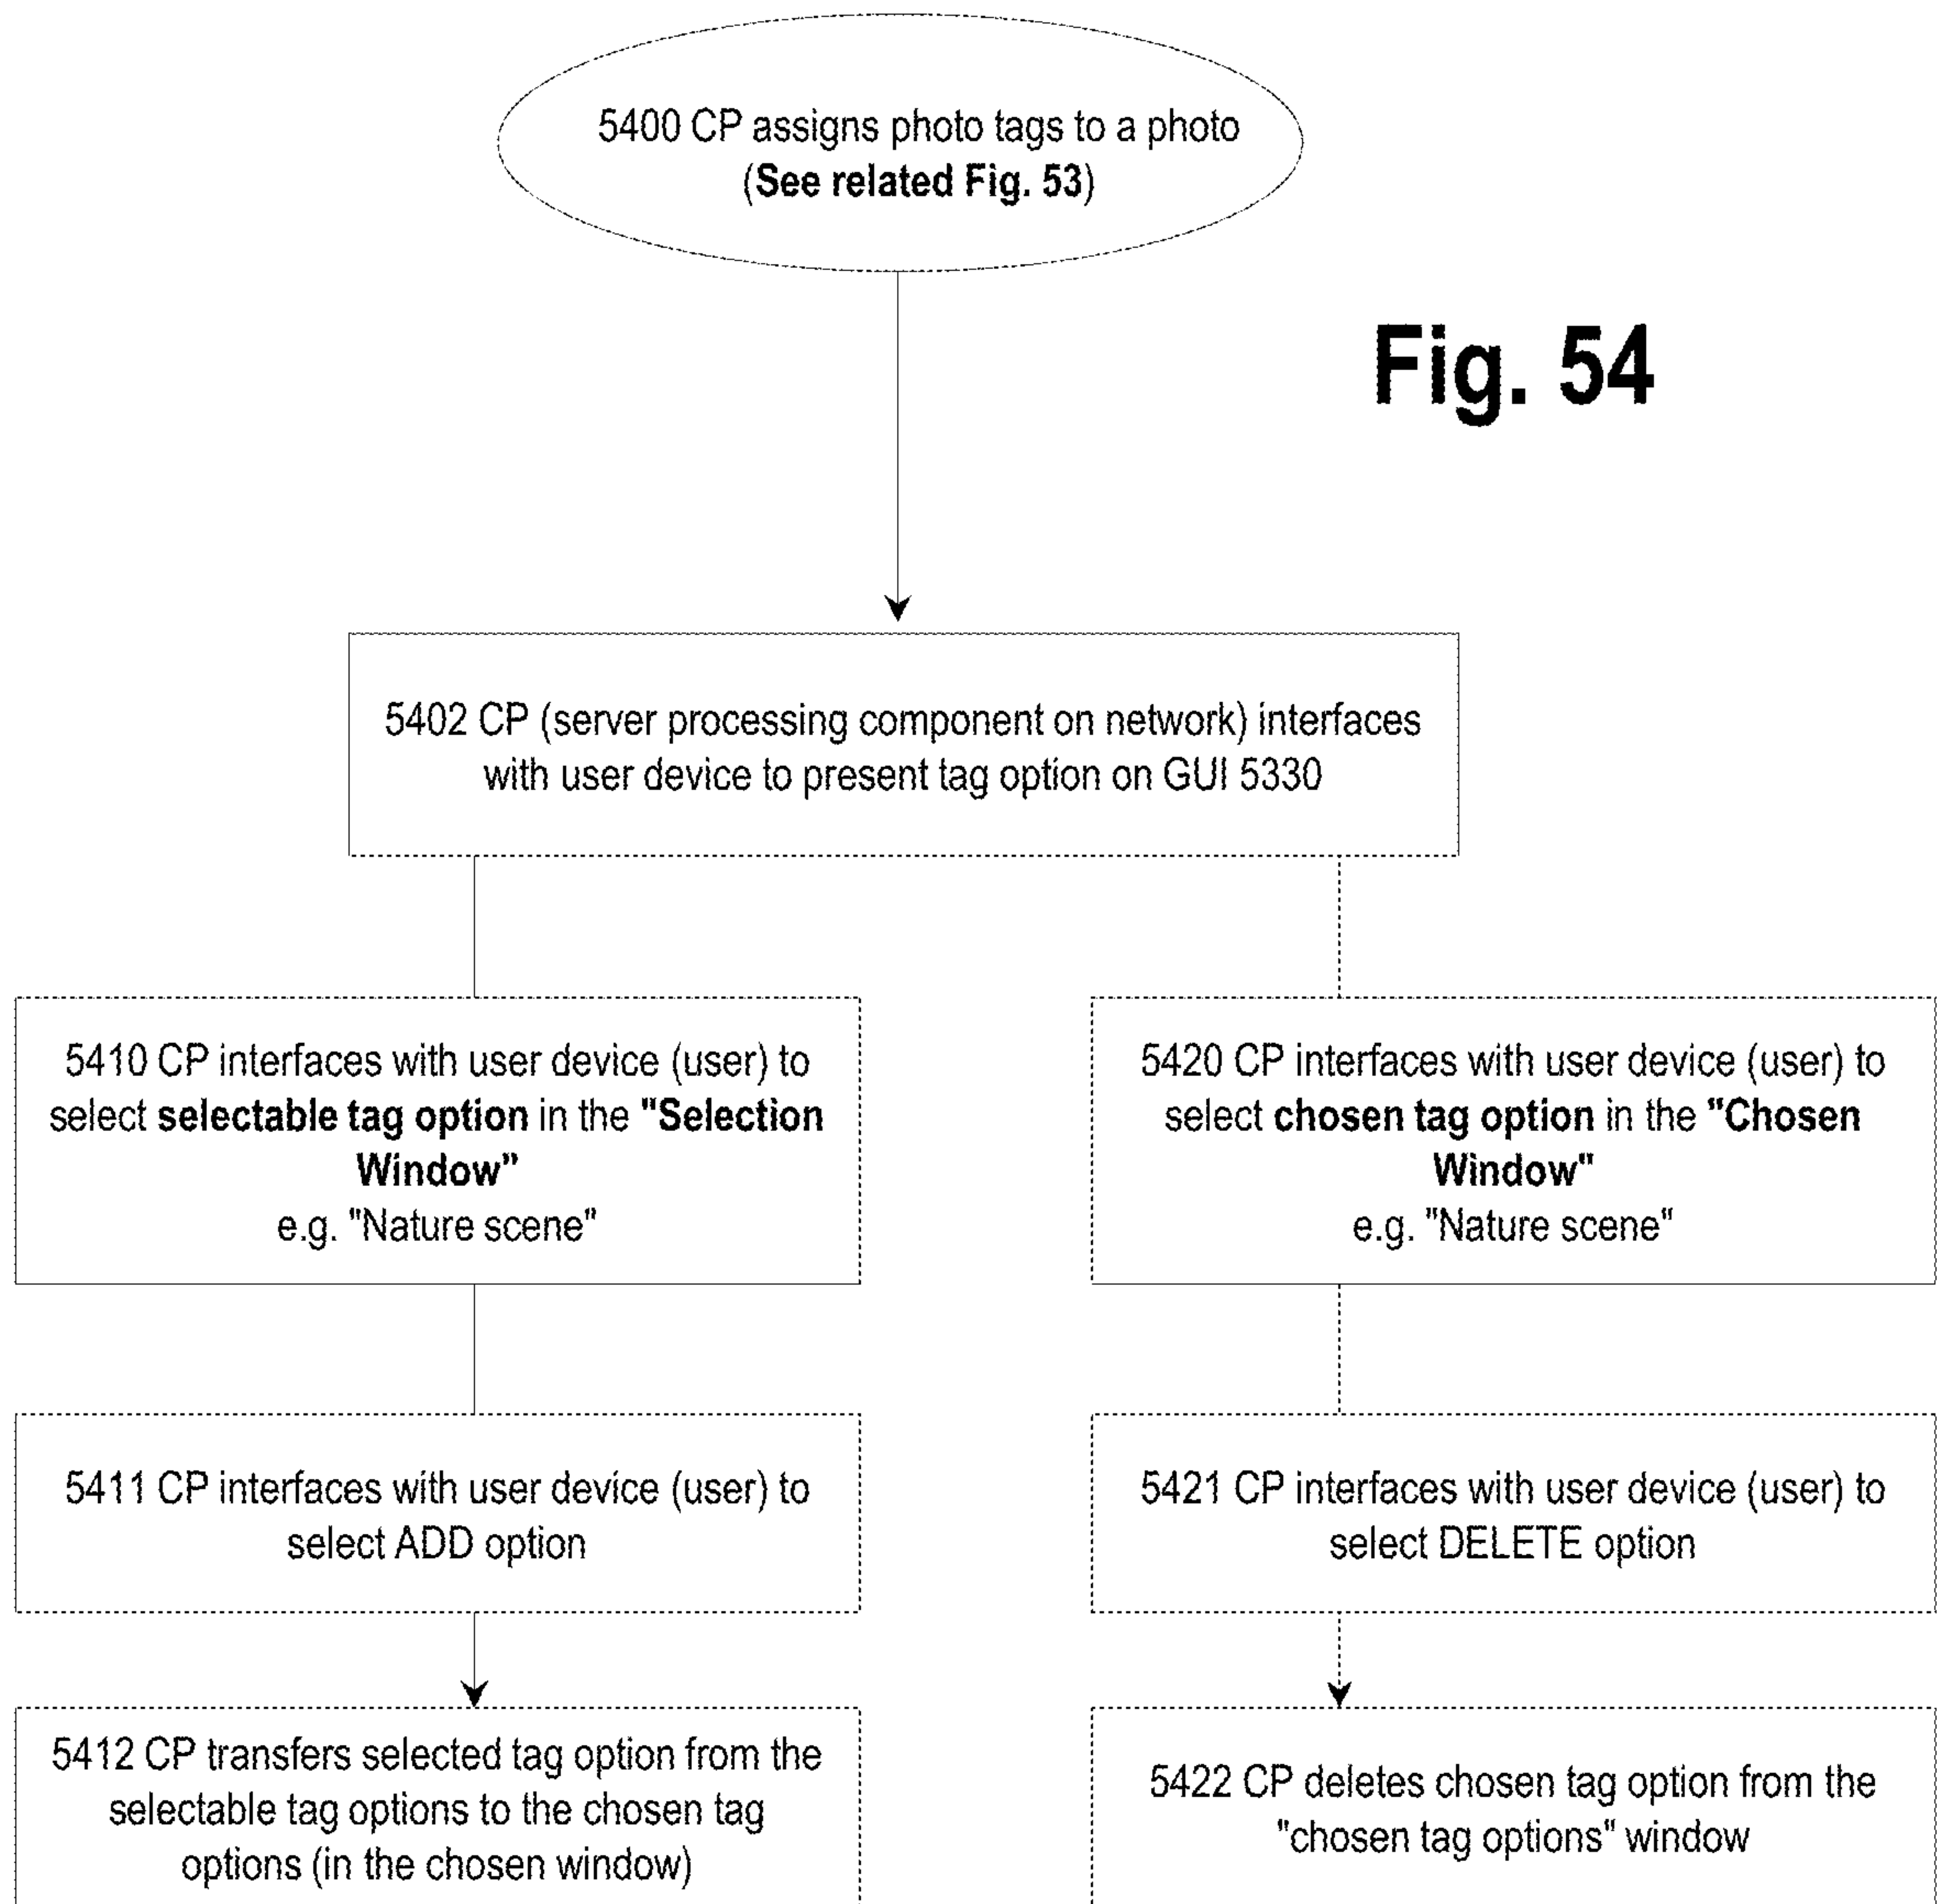 5400 CP assigns photo tags to a photo
(See related Fig. 53)
Fig. 54
5402 CP (server processing component on network) interfaces
with user device to present tag option on GUI 5330
5410 CP interfaces with user device (user) to
select selectable tag option in the "Selection
Window"
e.g. "Nature scene"
5420 CP interfaces with user device (user) to
select chosen tag option in the "Chosen
Window"
e.g. "Nature scene"
5411 CP interfaces with user device (user) to
select ADD option
5421 CP interfaces with user device (user) to
select DELETE option
5412 CP transfers selected tag option from the
selectable tag options to the chosen tag
options (in the chosen window)
5422 CP deletes chosen tag option from the
"chosen tag options" window